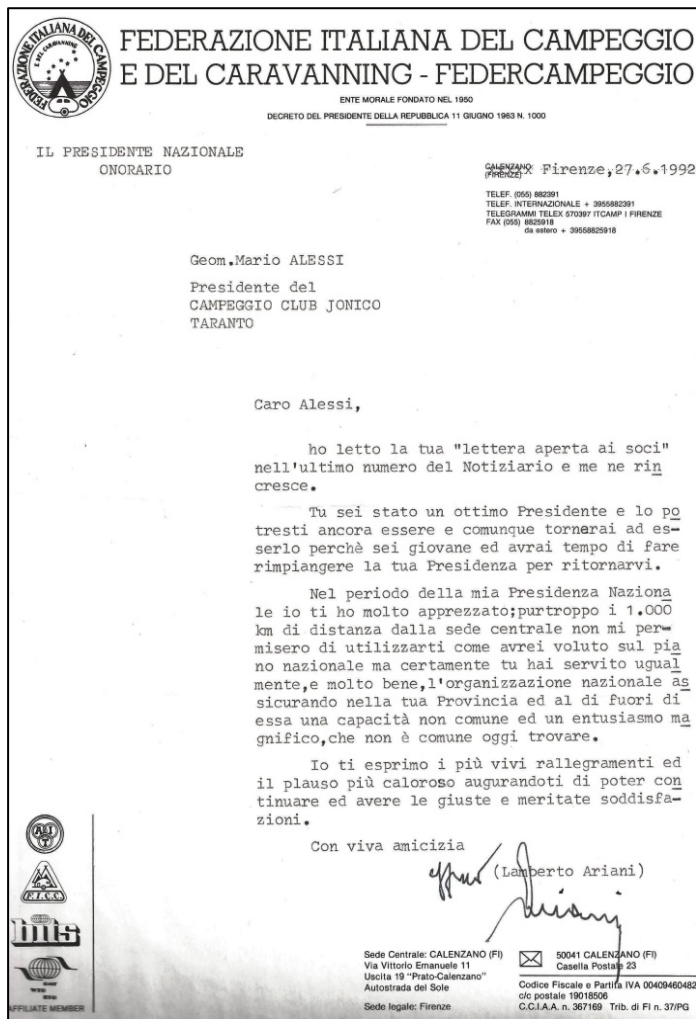 FEDERAZIONE ITALIANA DEL CAMPEGGIO
E DEL CARAVANNING
FEDERAZIONE ITALIANA DEL CAMPEGGIO
E DEL CARAVANNING - FEDERCAMPEGGIO
ENTE MORALE FONDATO NEL 1950
DECRETO DEL PRESIDENTE DELLA REPUBBLICA 11 GIUGNO 1963 N. 1000
IL PRESIDENTE NAZIONALE
ONORARIO
CALENZANO
(FIRENZE)
Firenze,27.6.1992
TELEF. (055) 882391
TELEF. INTERNAZIONALE + 3955882391
TELEGRAMMI TELEX 570397 ITCAMP I FIRENZE
FAX (055) 8825918
da estero + 39558825918
Geom.Mario ALESSI
Presidente del
CAMPEGGIO CLUB JONICO
TARANTO
Caro Alessi,
ho letto la tua "lettera aperta ai soci"
nell'ultimo numero del Notiziario e me ne rin
cresce.
Tu sei stato un ottimo Presidente e lo po
tresti ancora essere e comunque tornerai ad es-
serlo perchè sei giovane ed avrai tempo di fare
rimpiangere la tua Presidenza per ritornarvi.
Nel periodo della mia Presidenza Naziona
le io ti ho molto apprezzato;purtroppo i 1.000
km di distanza dalla sede centrale non mi per-
misero di utilizzarti come avrei voluto sul pia
no nazionale ma certamente tu hai servito ugual
mente,e molto bene,l'organizzazione nazionale as
sicurando nella tua Provincia ed al di fuori di
essa una capacità non comune ed un entusiasmo ma
gnifico,che non è comune oggi trovare.
Io ti esprimo i più vivi rallegramenti ed
il plauso più caloroso augurandoti di poter con
tinuare ed avere le giuste e meritate soddisfa-
zioni.
Con viva amicizia
(Lamberto Ariani)
Ariani
AIT
F.I.C.C.
bits
AFFILIATE MEMBER
Sede Centrale: CALENZANO (FI)
Via Vittorio Emanuele 11
Uscita 19 "Prato-Calenzano"
Autostrada del Sole
Sede legale: Firenze
50041 CALENZANO (FI)
Casella Postale 23
Codice Fiscale e Partita IVA 00409460482
c/c postale 19018506
C.C.I.A.A. n. 367169 Trib. di FI n. 37/PG